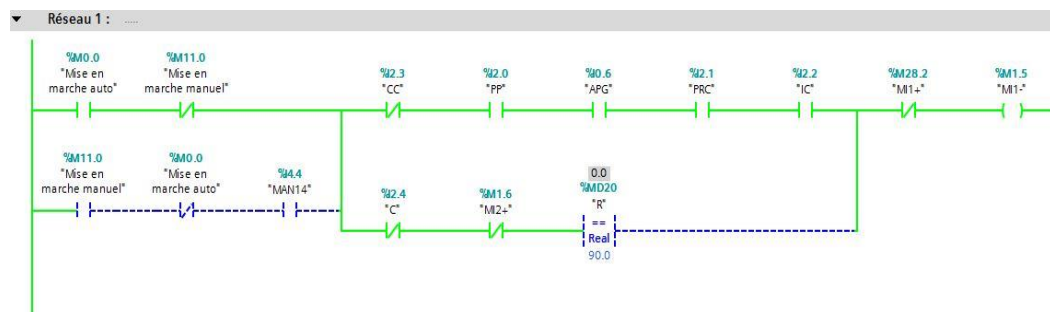 Réseau 1 : .....
%M0.0 %M11.0
"Mise en "Mise en %I2.3 %I2.0 %I0.6 %I2.1 %I2.2 %M28.2 %M1.5
marche auto" marche manuel" "CC" "PP" "APG" "PRC" "IC" "MI1+" "MI1-"
%M11.0 %M0.0
"Mise en "Mise en %I4.4 0.0
marche manuel" marche auto" "MAN14" %I2.4 %M1.6 %MD20
"C" "MI2+" "R"
==
Real
90.0